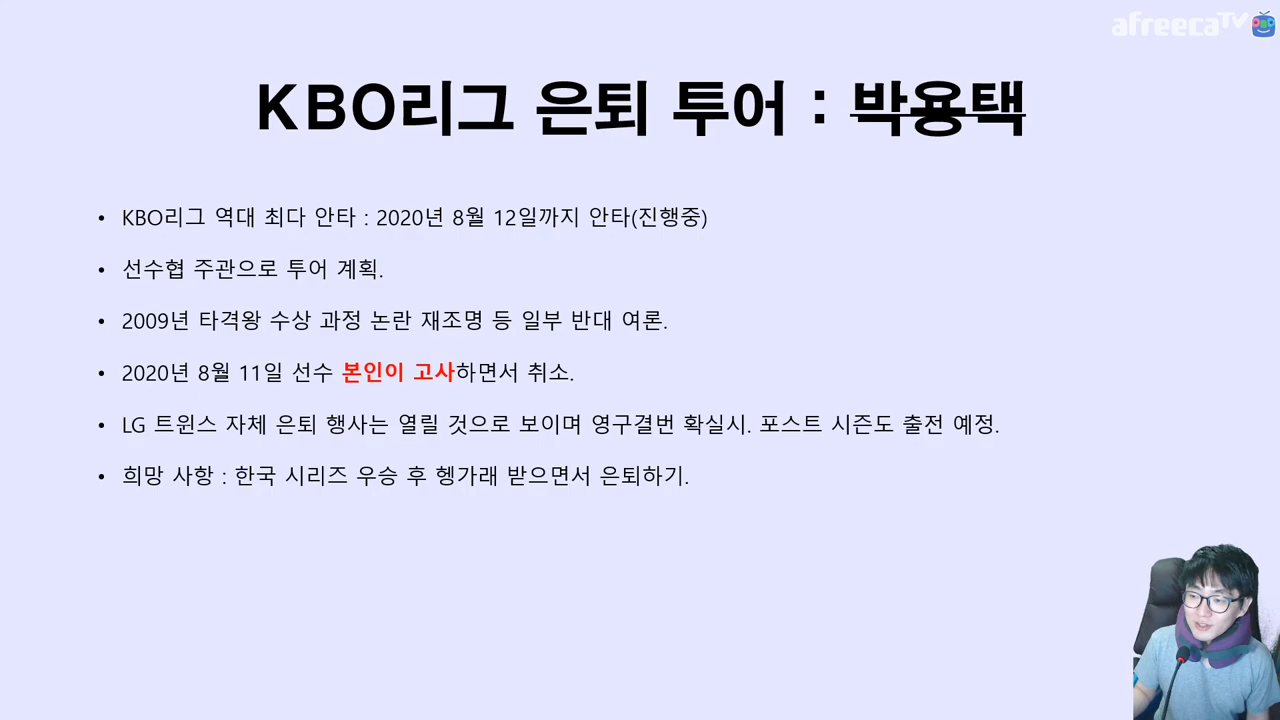 afreecaTV
KBO리그 은퇴 투어 : 박용택
• KBO리그 역대 최다 안타 : 2020년 8월 12일까지 안타(진행중)
• 선수협 주관으로 투어 계획.
• 2009년 타격왕 수상 과정 논란 재조명 등 일부 반대 여론.
• 2020년 8월 11일 선수 본인이 고사하면서 취소.
• LG 트윈스 자체 은퇴 행사는 열릴 것으로 보이며 영구결번 확실시. 포스트 시즌도 출전 예정.
• 희망 사항 : 한국 시리즈 우승 후 헹가래 받으면서 은퇴하기.